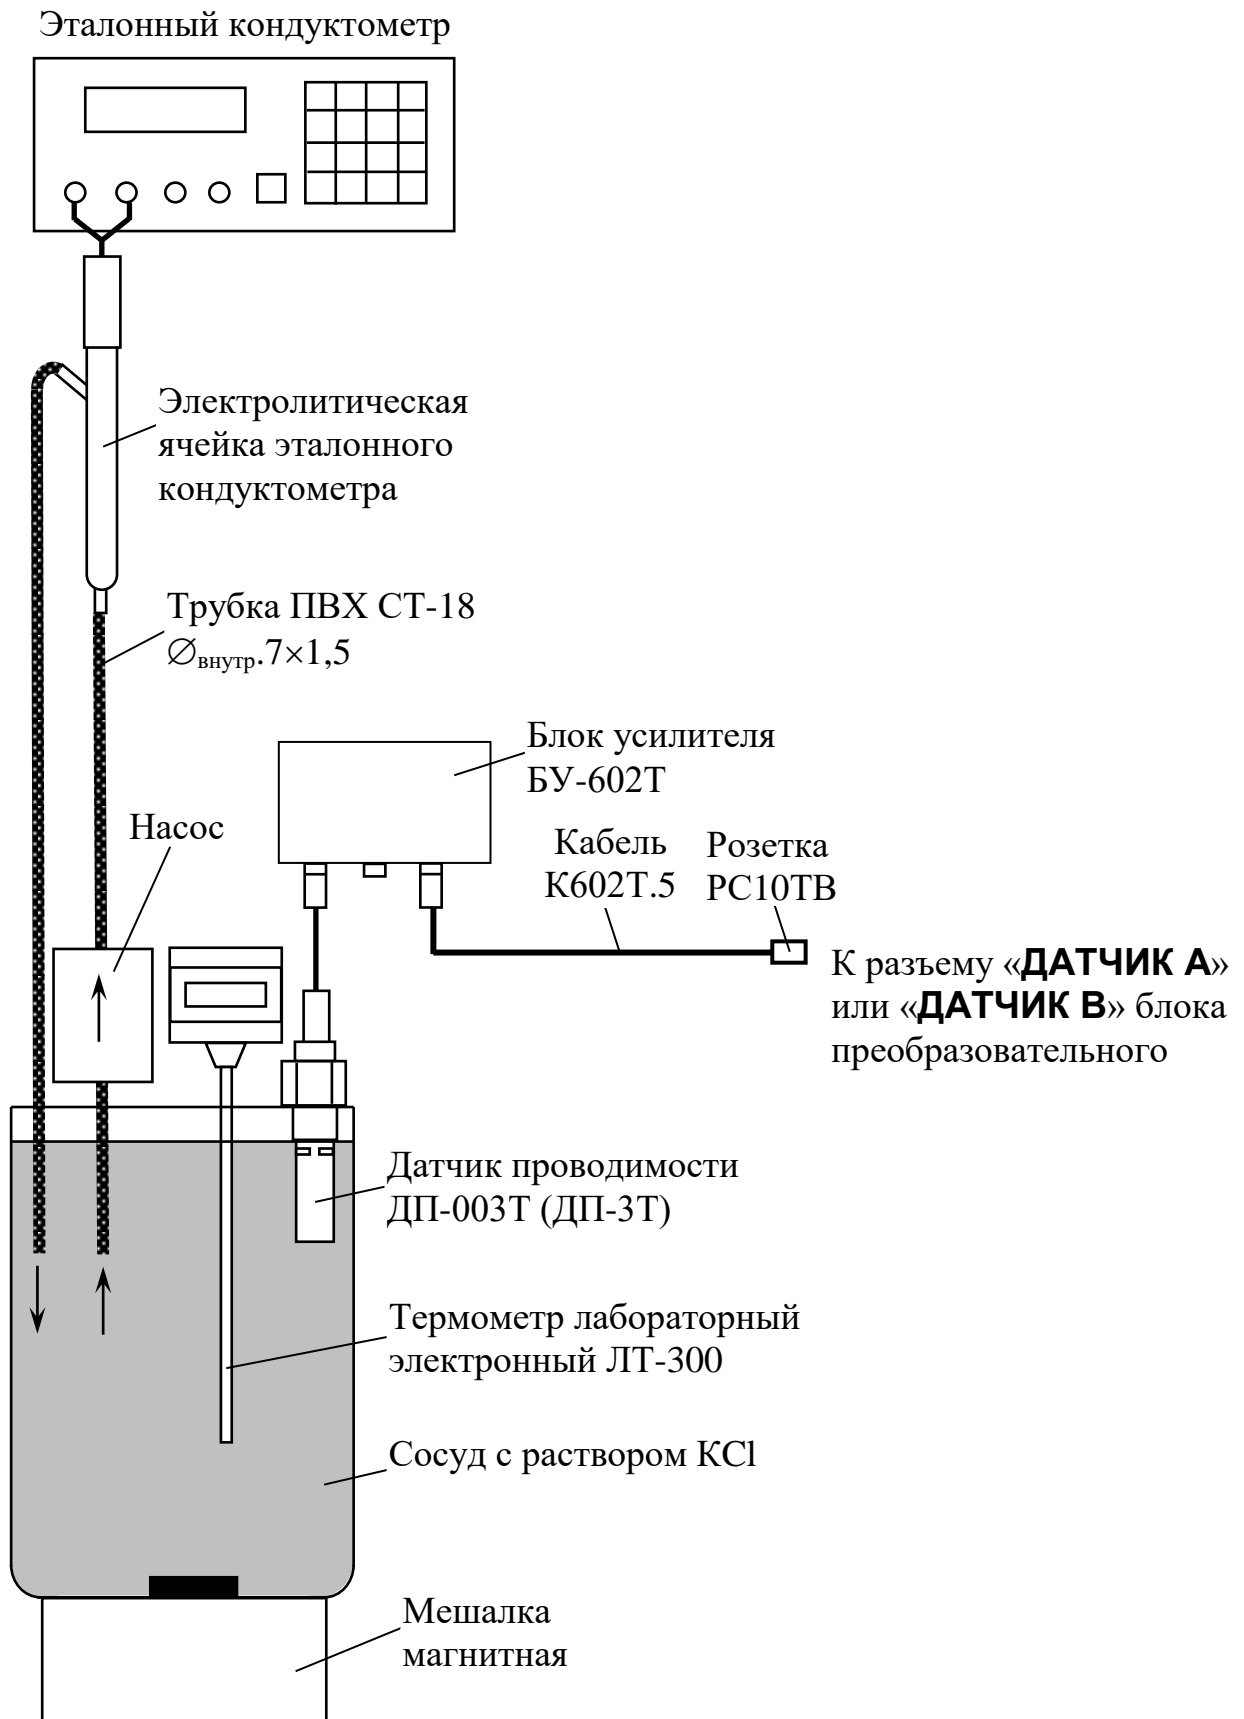 Эталонный кондуктометр
Электролитическая
ячейка эталонного
кондуктометра
Трубка ПВХ СТ-18
∅внутр.7×1,5
Блок усилителя
БУ-602Т
Насос
Кабель
К602Т.5
Розетка
РС10ТВ
К разъему «ДАТЧИК А»
или «ДАТЧИК В» блока
преобразовательного
Датчик проводимости
ДП-003Т (ДП-3Т)
Термометр лабораторный
электронный ЛТ-300
Сосуд с раствором KCl
Мешалка
магнитная